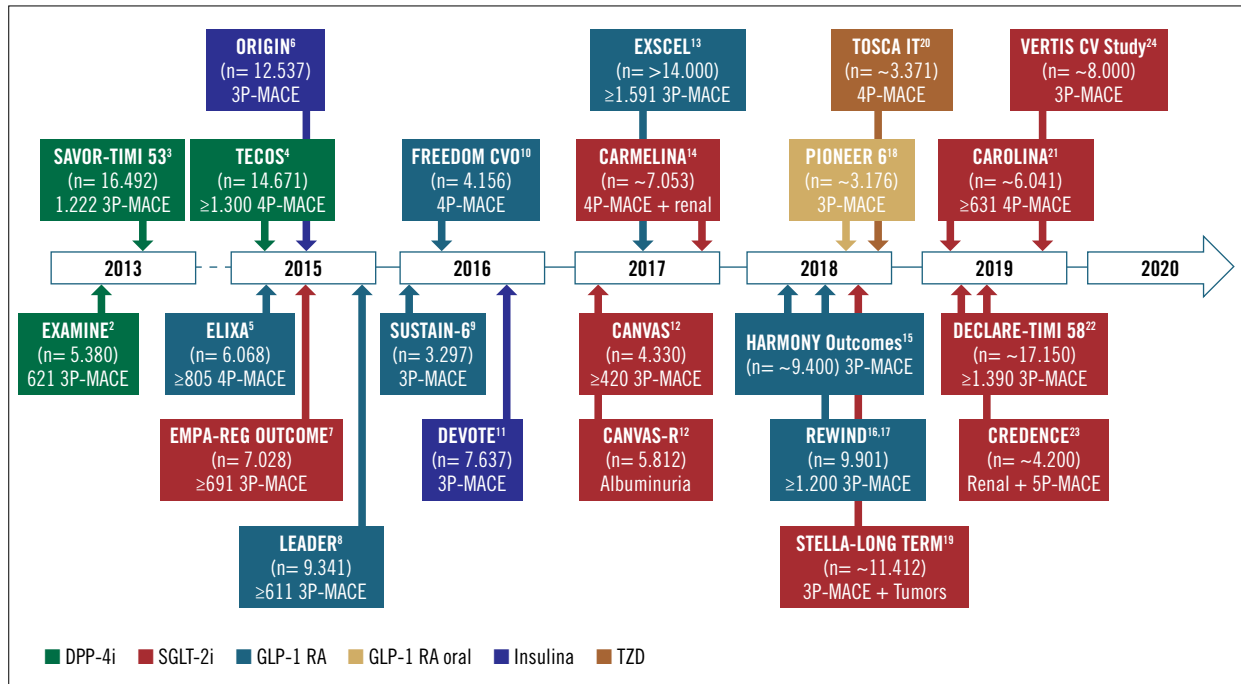 ORIGIN⁶
(n= 12.537)
3P-MACE
EXSCEL¹³
(n= >14.000)
≥1.591 3P-MACE
TOSCA IT²⁰
(n= ~3.371)
4P-MACE
VERTIS CV Study²⁴
(n= ~8.000)
3P-MACE
SAVOR-TIMI 53³
(n= 16.492)
1.222 3P-MACE
TECOS⁴
(n= 14.671)
≥1.300 4P-MACE
FREEDOM CVO¹⁰
(n= 4.156)
4P-MACE
CARMELINA¹⁴
(n= ~7.053)
4P-MACE + renal
PIONEER 6¹⁸
(n= ~3.176)
3P-MACE
CAROLINA²¹
(n= ~6.041)
≥631 4P-MACE
2013
2015
2016
2017
2018
2019
2020
EXAMINE²
(n= 5.380)
621 3P-MACE
ELIXA⁵
(n= 6.068)
≥805 4P-MACE
SUSTAIN-6⁹
(n= 3.297)
3P-MACE
CANVAS¹²
(n= 4.330)
≥420 3P-MACE
HARMONY Outcomes¹⁵
(n= ~9.400) 3P-MACE
DECLARE-TIMI 58²²
(n= ~17.150)
≥1.390 3P-MACE
EMPA-REG OUTCOME⁷
(n= 7.028)
≥691 3P-MACE
DEVOTE¹¹
(n= 7.637)
3P-MACE
CANVAS-R¹²
(n= 5.812)
Albuminuria
REWIND¹⁶,¹⁷
(n= 9.901)
≥1.200 3P-MACE
CREDENCE²³
(n= ~4.200)
Renal + 5P-MACE
LEADER⁸
(n= 9.341)
≥611 3P-MACE
STELLA-LONG TERM¹⁹
(n= ~11.412)
3P-MACE + Tumors
DPP-4i
SGLT-2i
GLP-1 RA
GLP-1 RA oral
Insulina
TZD